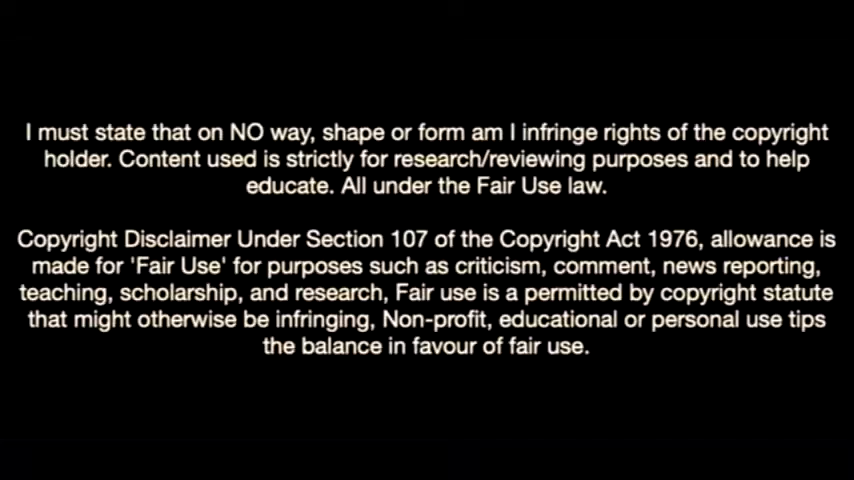 I must state that on NO way, shape or form am I infringe rights of the copyright
holder. Content used is strictly for research/reviewing purposes and to help
educate. All under the Fair Use law.
Copyright Disclaimer Under Section 107 of the Copyright Act 1976, allowance is
made for 'Fair Use' for purposes such as criticism, comment, news reporting,
teaching, scholarship, and research, Fair use is a permitted by copyright statute
that might otherwise be infringing, Non-profit, educational or personal use tips
the balance in favour of fair use.